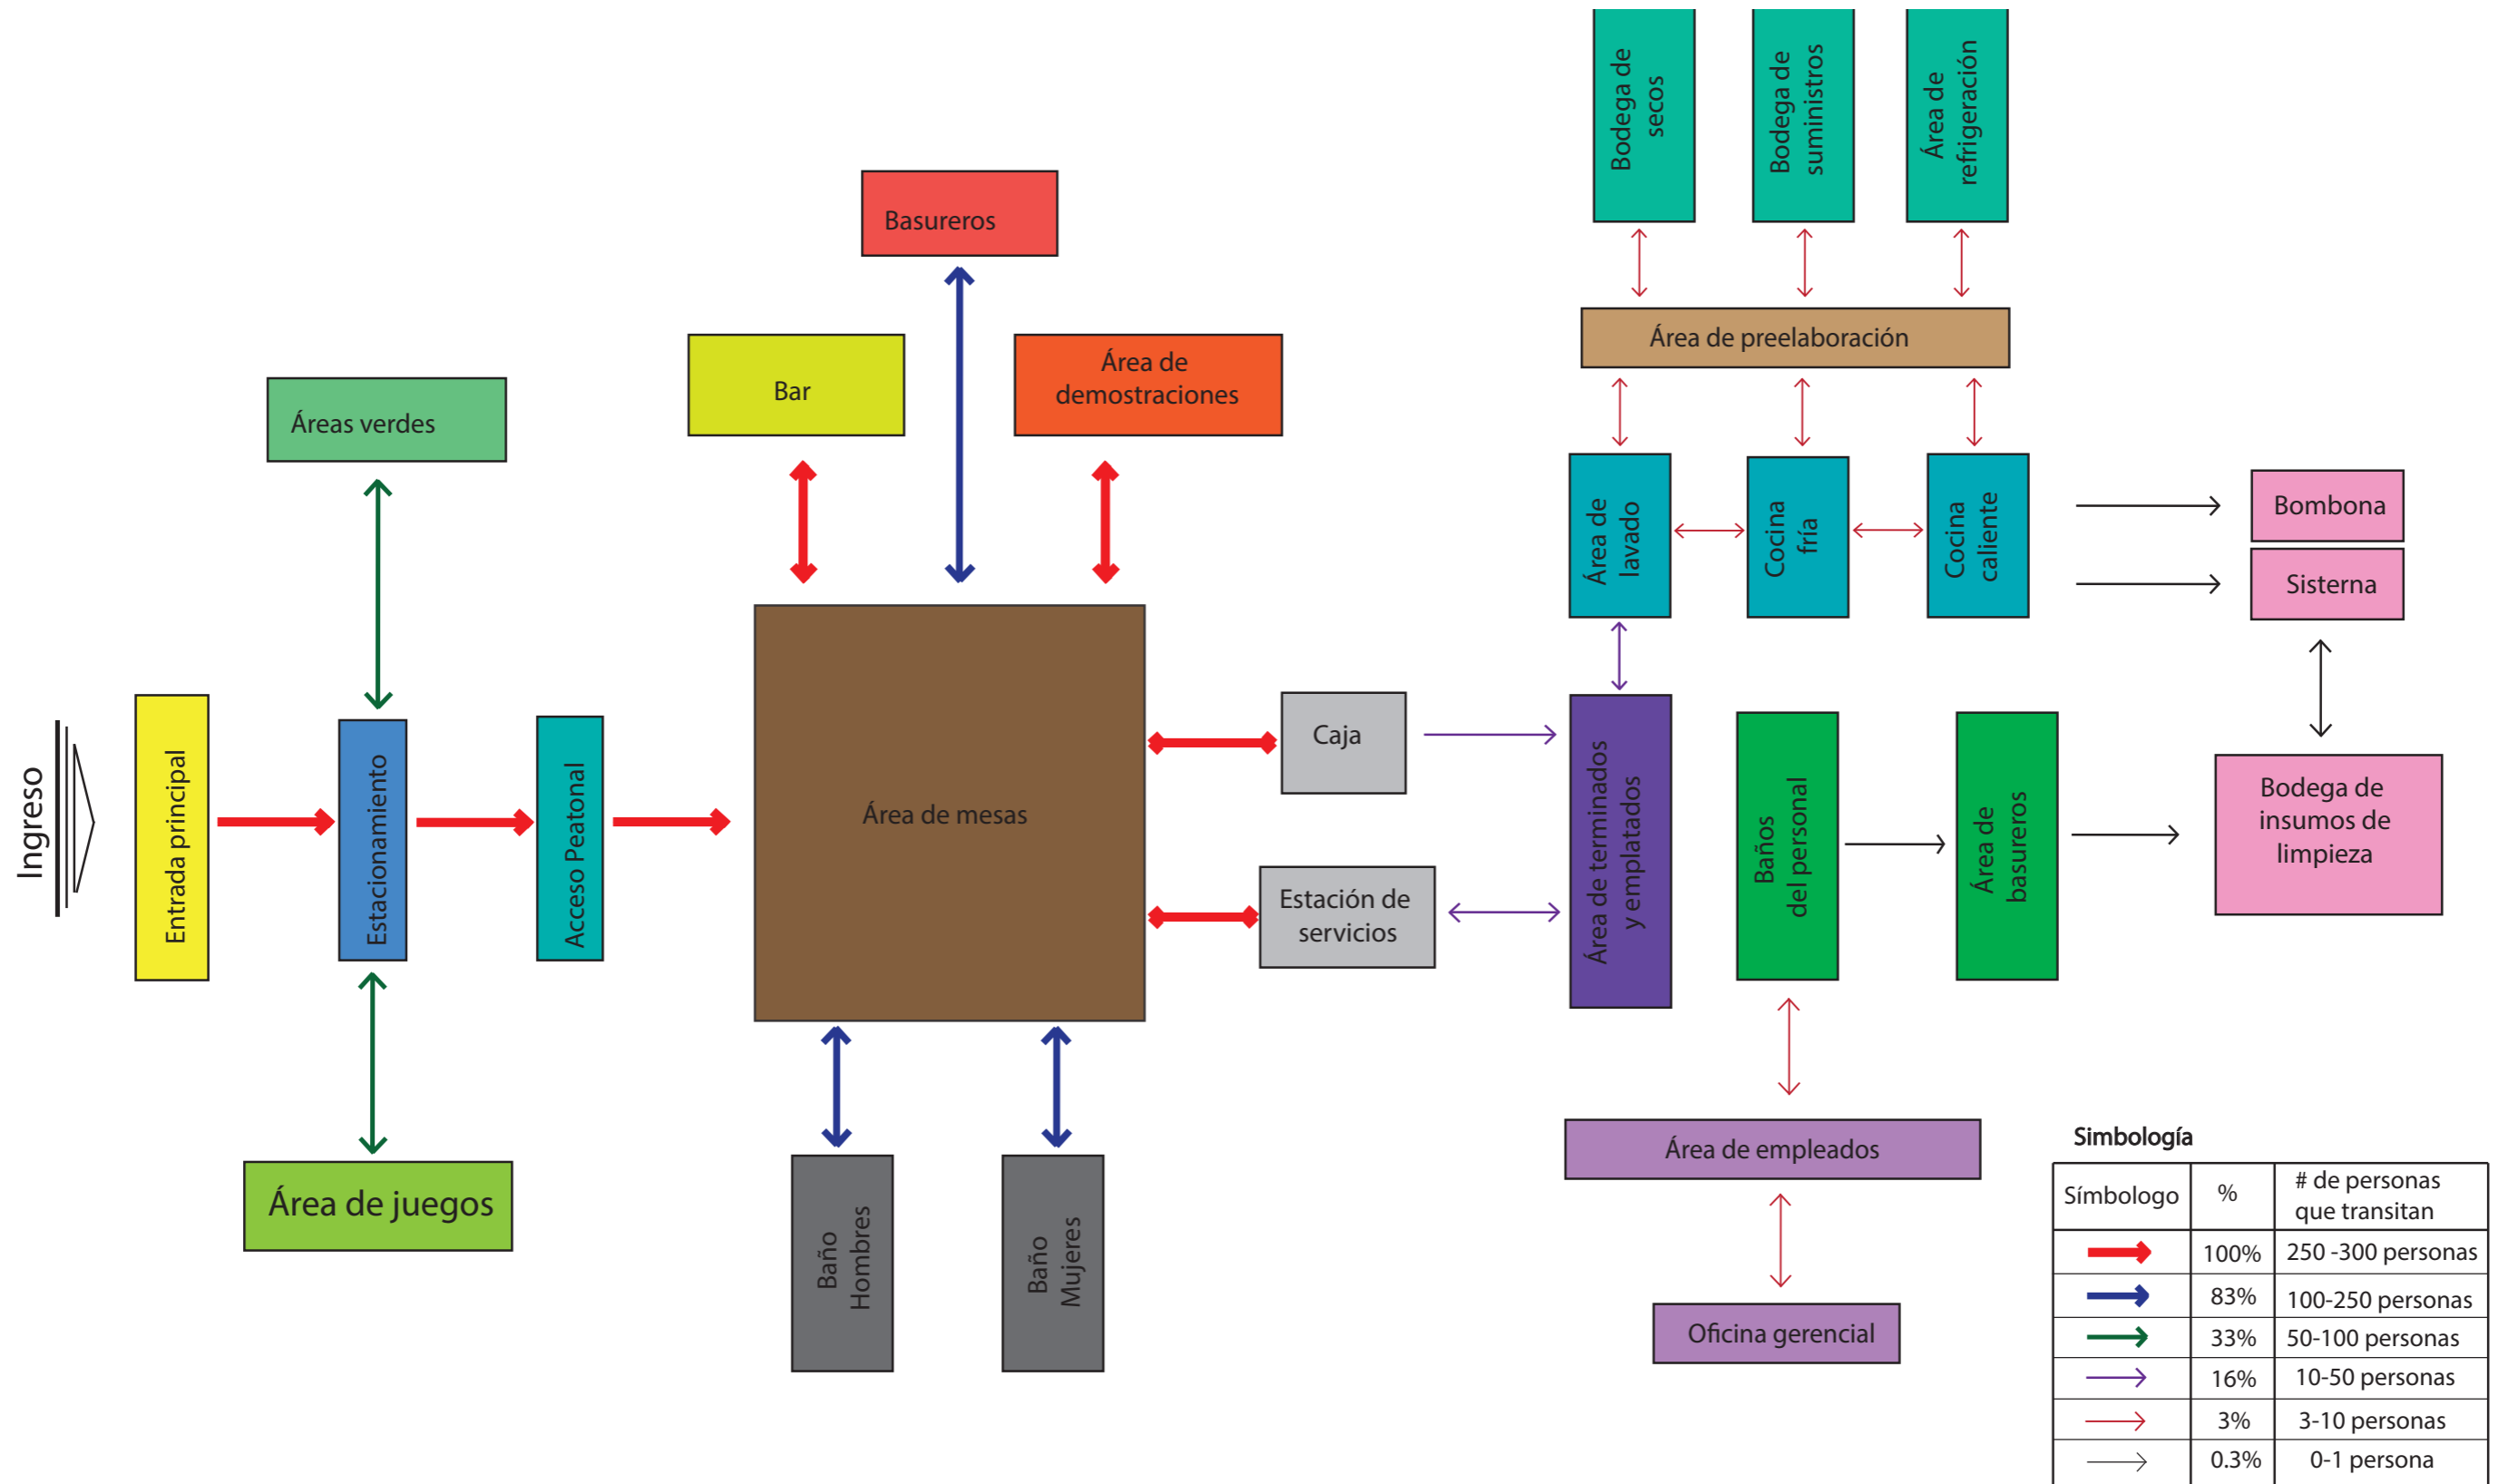 Bodega de
secos
Bodega de
suministros
Área de
refrigeración
Basureros
Área de preelaboración
Bar
Área de
demostraciones
Áreas verdes
Área de
lavado
Cocina
fría
Cocina
caliente
Bombona
Sisterna
Ingreso
Entrada principal
Estacionamiento
Acceso Peatonal
Área de mesas
Caja
Estación de
servicios
Área de terminados
y emplatados
Baños
del personal
Área de
basureros
Bodega de
insumos de
limpieza
Área de juegos
Baño
Hombres
Baño
Mujeres
Área de empleados
Oficina gerencial
Simbología
Símbologo % # de personas
que transitan
100% 250 -300 personas
83% 100-250 personas
33% 50-100 personas
16% 10-50 personas
3% 3-10 personas
0.3% 0-1 persona